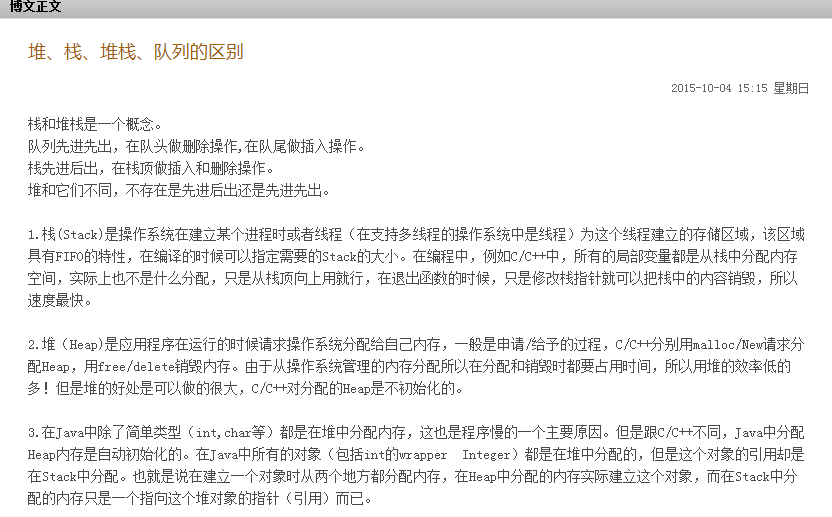 博文正文
堆、栈、堆栈、队列的区别
2015-10-04 15:15 星期日
栈和堆栈是一个概念。
队列先进先出，在队头做删除操作,在队尾做插入操作。
栈先进后出，在栈顶做插入和删除操作。
堆和它们不同，不存在是先进后出还是先进先出。
1.栈(Stack)是操作系统在建立某个进程时或者线程（在支持多线程的操作系统中是线程）为这个线程建立的存储区域，该区域
具有FIFO的特性，在编译的时候可以指定需要的Stack的大小。在编程中，例如C/C++中，所有的局部变量都是从栈中分配内存
空间，实际上也不是什么分配，只是从栈顶向上用就行，在退出函数的时候，只是修改栈指针就可以把栈中的内容销毁，所以
速度最快。
2.堆（Heap)是应用程序在运行的时候请求操作系统分配给自己内存，一般是申请/给予的过程，C/C++分别用malloc/New请求分
配Heap，用free/delete销毁内存。由于从操作系统管理的内存分配所以在分配和销毁时都要占用时间，所以用堆的效率低的
多！但是堆的好处是可以做的很大，C/C++对分配的Heap是不初始化的。
3.在Java中除了简单类型（int,char等）都是在堆中分配内存，这也是程序慢的一个主要原因。但是跟C/C++不同，Java中分配
Heap内存是自动初始化的。在Java中所有的对象（包括int的wrapper  Integer）都是在堆中分配的，但是这个对象的引用却是
在Stack中分配。也就是说在建立一个对象时从两个地方都分配内存，在Heap中分配的内存实际建立这个对象，而在Stack中分
配的内存只是一个指向这个堆对象的指针（引用）而已。